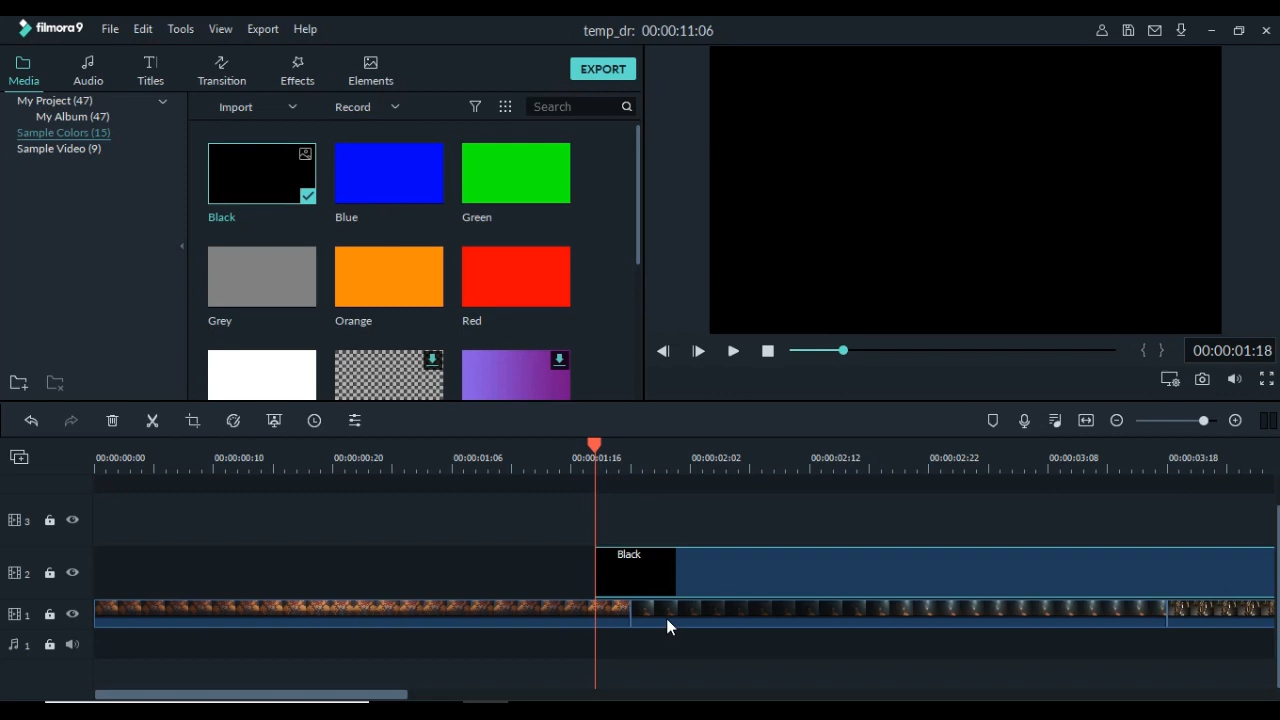 filmora9 File Edit Tools View Export Help temp_dr: 00:00:11:06
Media Audio Titles Transition Effects Elements EXPORT
My Project (47) Import Record Search
My Album (47)
Sample Colors (15)
Sample Video (9)
Black Blue Green
Grey Orange Red
00:00:01:18
00:00:00:00 00:00:00:10 00:00:00:20 00:00:01:06 00:00:01:16 00:00:02:02 00:00:02:12 00:00:02:22 00:00:03:08 00:00:03:18
3
Black
2
1
1